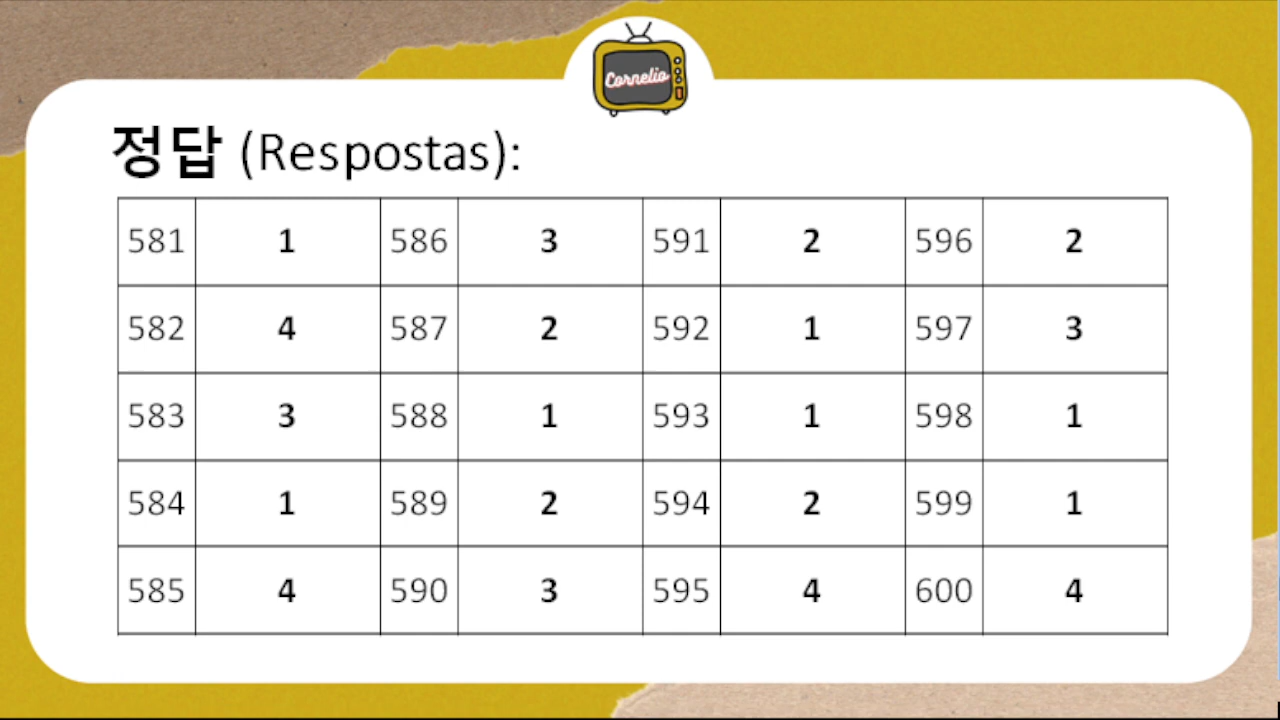 Cornelio
정답 (Respostas):
581 1 586 3 591 2 596 2
582 4 587 2 592 1 597 3
583 3 588 1 593 1 598 1
584 1 589 2 594 2 599 1
585 4 590 3 595 4 600 4